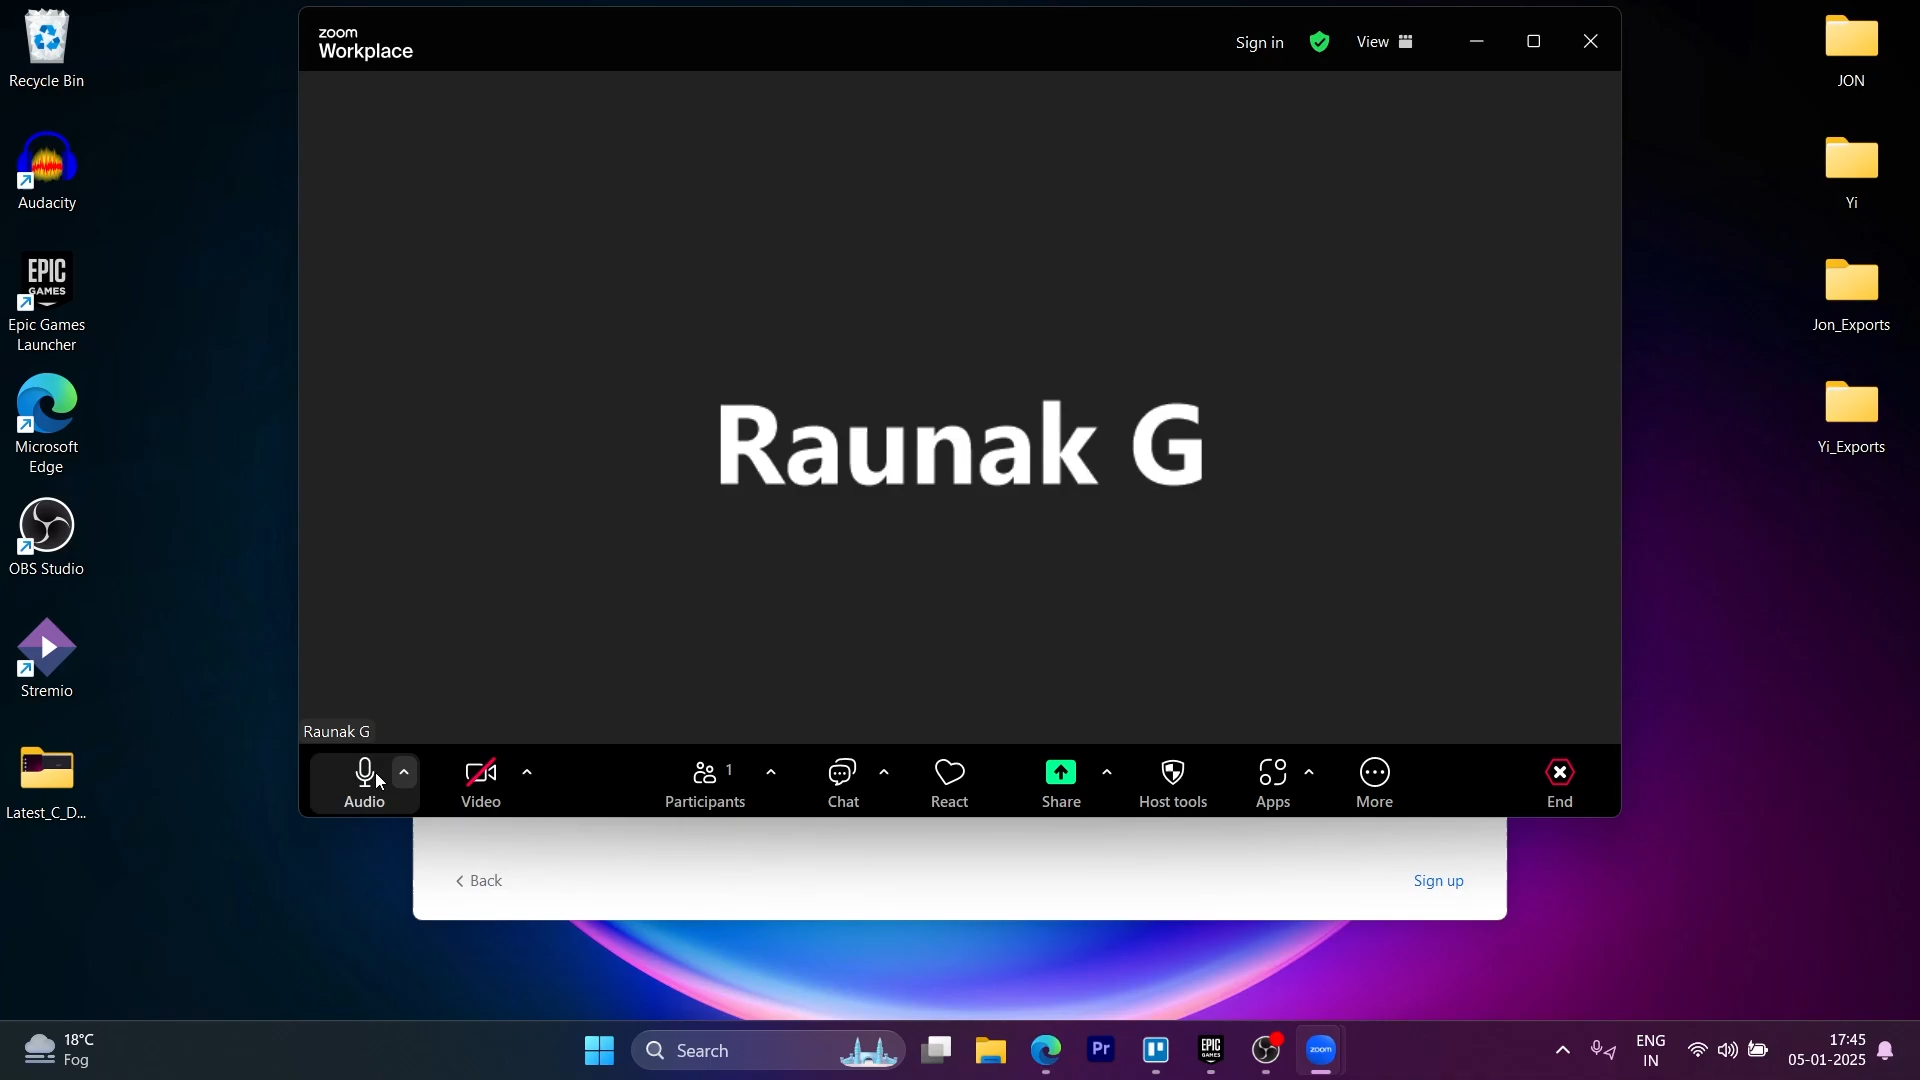 Recycle Bin
Audacity
EPIC
GAMES
Epic Games
Launcher
Microsoft
Edge
OBS Studio
Stremio
Latest_C_D...
zoom
Workplace
Sign in
View
Raunak G
Raunak G
Audio
Video
1
Participants
Chat
React
Share
Host tools
Apps
More
End
Back
Sign up
JON
Yi
Jon_Exports
Yi_Exports
18°C
Fog
Search
Pr
EPIC
GAMES
zoom
ENG
IN
17:45
05-01-2025